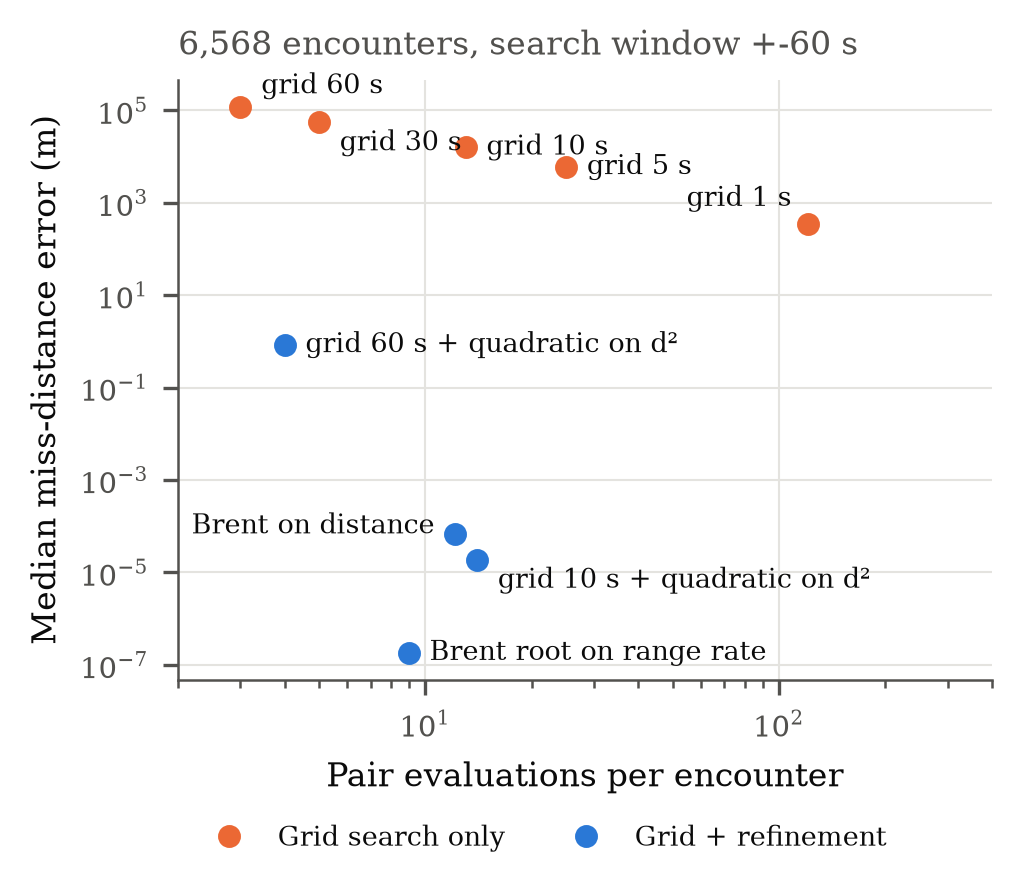 6,568 encounters, search window +-60 s
Median miss-distance error (m)
10⁵
10³
10¹
10⁻¹
10⁻³
10⁻⁵
10⁻⁷
grid 60 s
grid 30 s
grid 10 s
grid 5 s
grid 1 s
grid 60 s + quadratic on d²
Brent on distance
grid 10 s + quadratic on d²
Brent root on range rate
10¹
10²
Pair evaluations per encounter
Grid search only
Grid + refinement